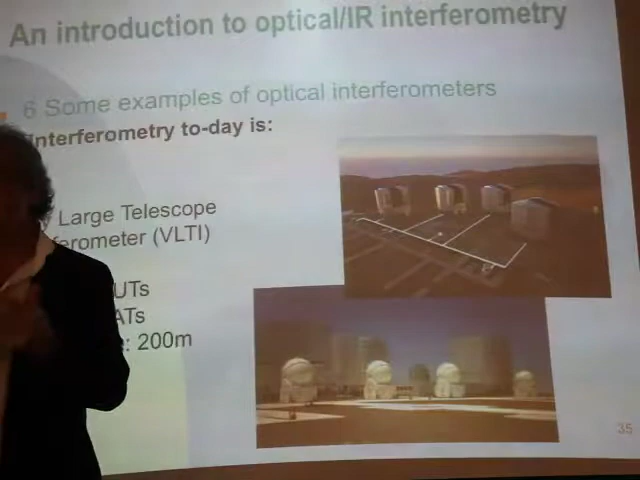 An introduction to optical/IR interferometry
6 Some examples of optical interferometers
Interferometry to-day is:
Large Telescope
ferometer (VLTI)
UTs
ATs
: 200m
35